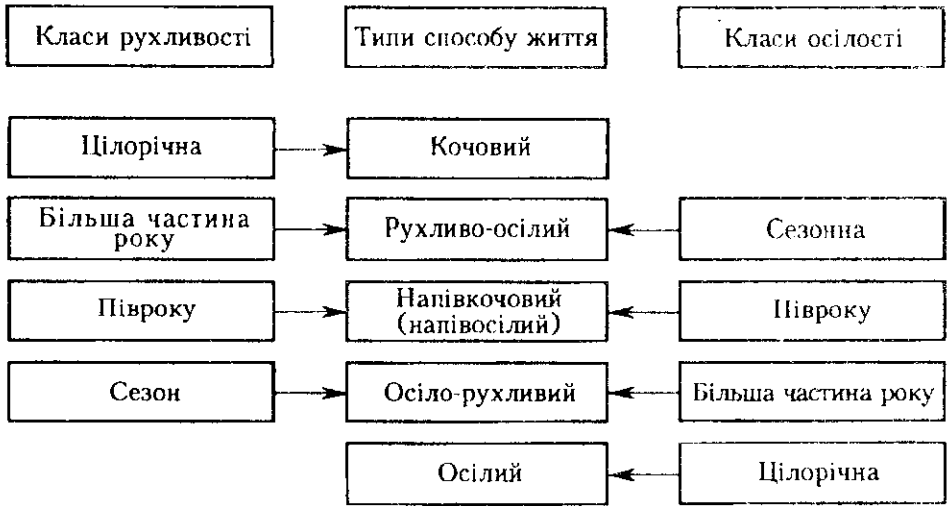 Класи рухливості
Типи способу життя
Класи осілості
Цілорічна
Кочовий
Більша частина
року
Рухливо-осілий
Сезонна
Півроку
Напівкочовий
(напівосілий)
Півроку
Сезон
Осіло-рухливий
Більша частина року
Осілий
Цілорічна